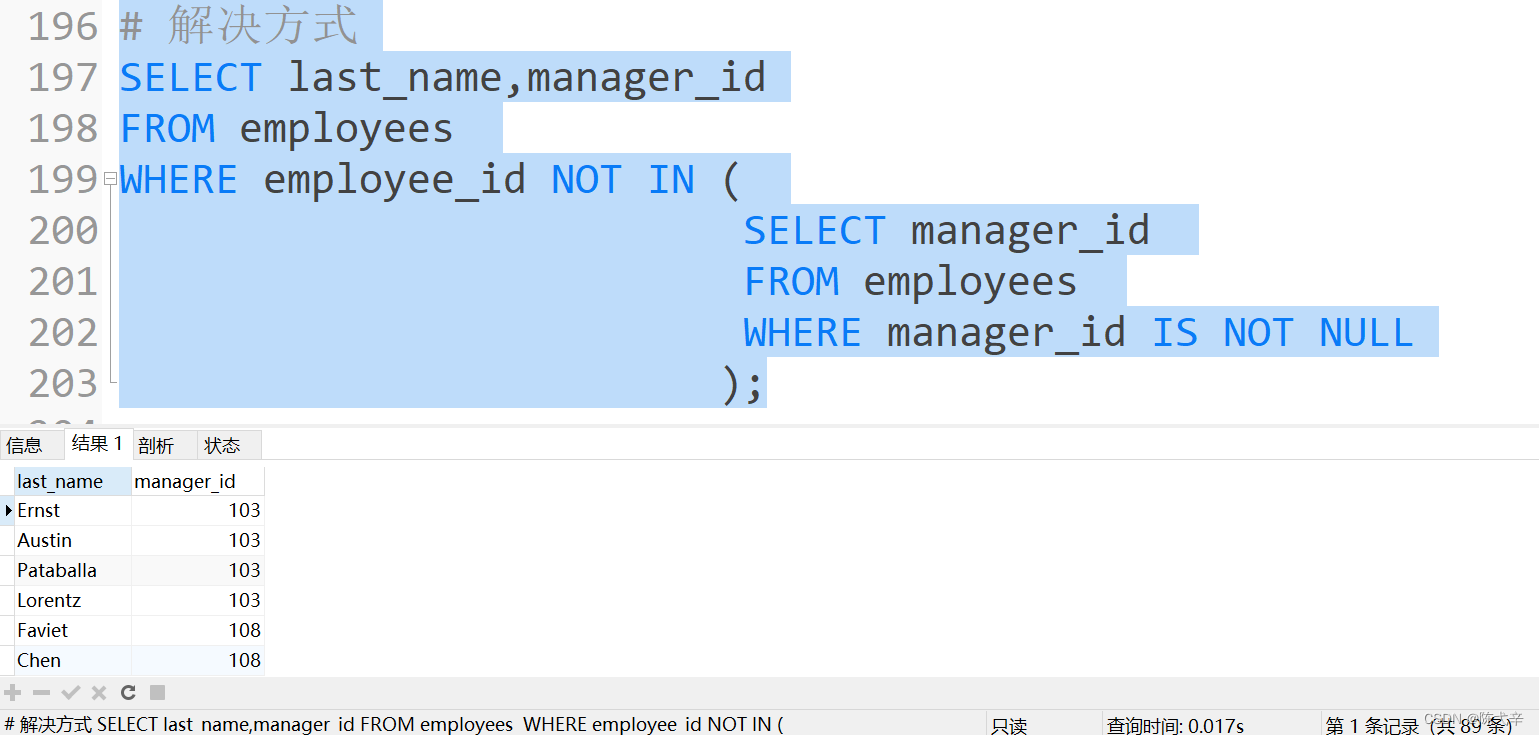 196 # 解决方式
197 SELECT last_name,manager_id
198 FROM employees
199 WHERE employee_id NOT IN (
200 SELECT manager_id
201 FROM employees
202 WHERE manager_id IS NOT NULL
203 );
信息 结果 1 剖析 状态
last_name manager_id
Ernst 103
Austin 103
Pataballa 103
Lorentz 103
Faviet 108
Chen 108
# 解决方式 SELECT last_name,manager_id FROM employees WHERE employee_id NOT IN ( 只读 查询时间: 0.017s 第 1 条记录 (共 89 条)
CSDN @陈戈辛